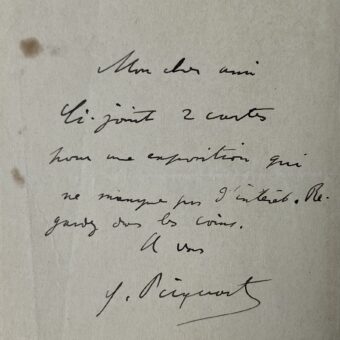 Mon cher ami
Ci-joint 2 cartes
pour une exposition qui
ne manque pas d'intérêt. Re-
gardez dans les coins.
A vous
G. Picquart